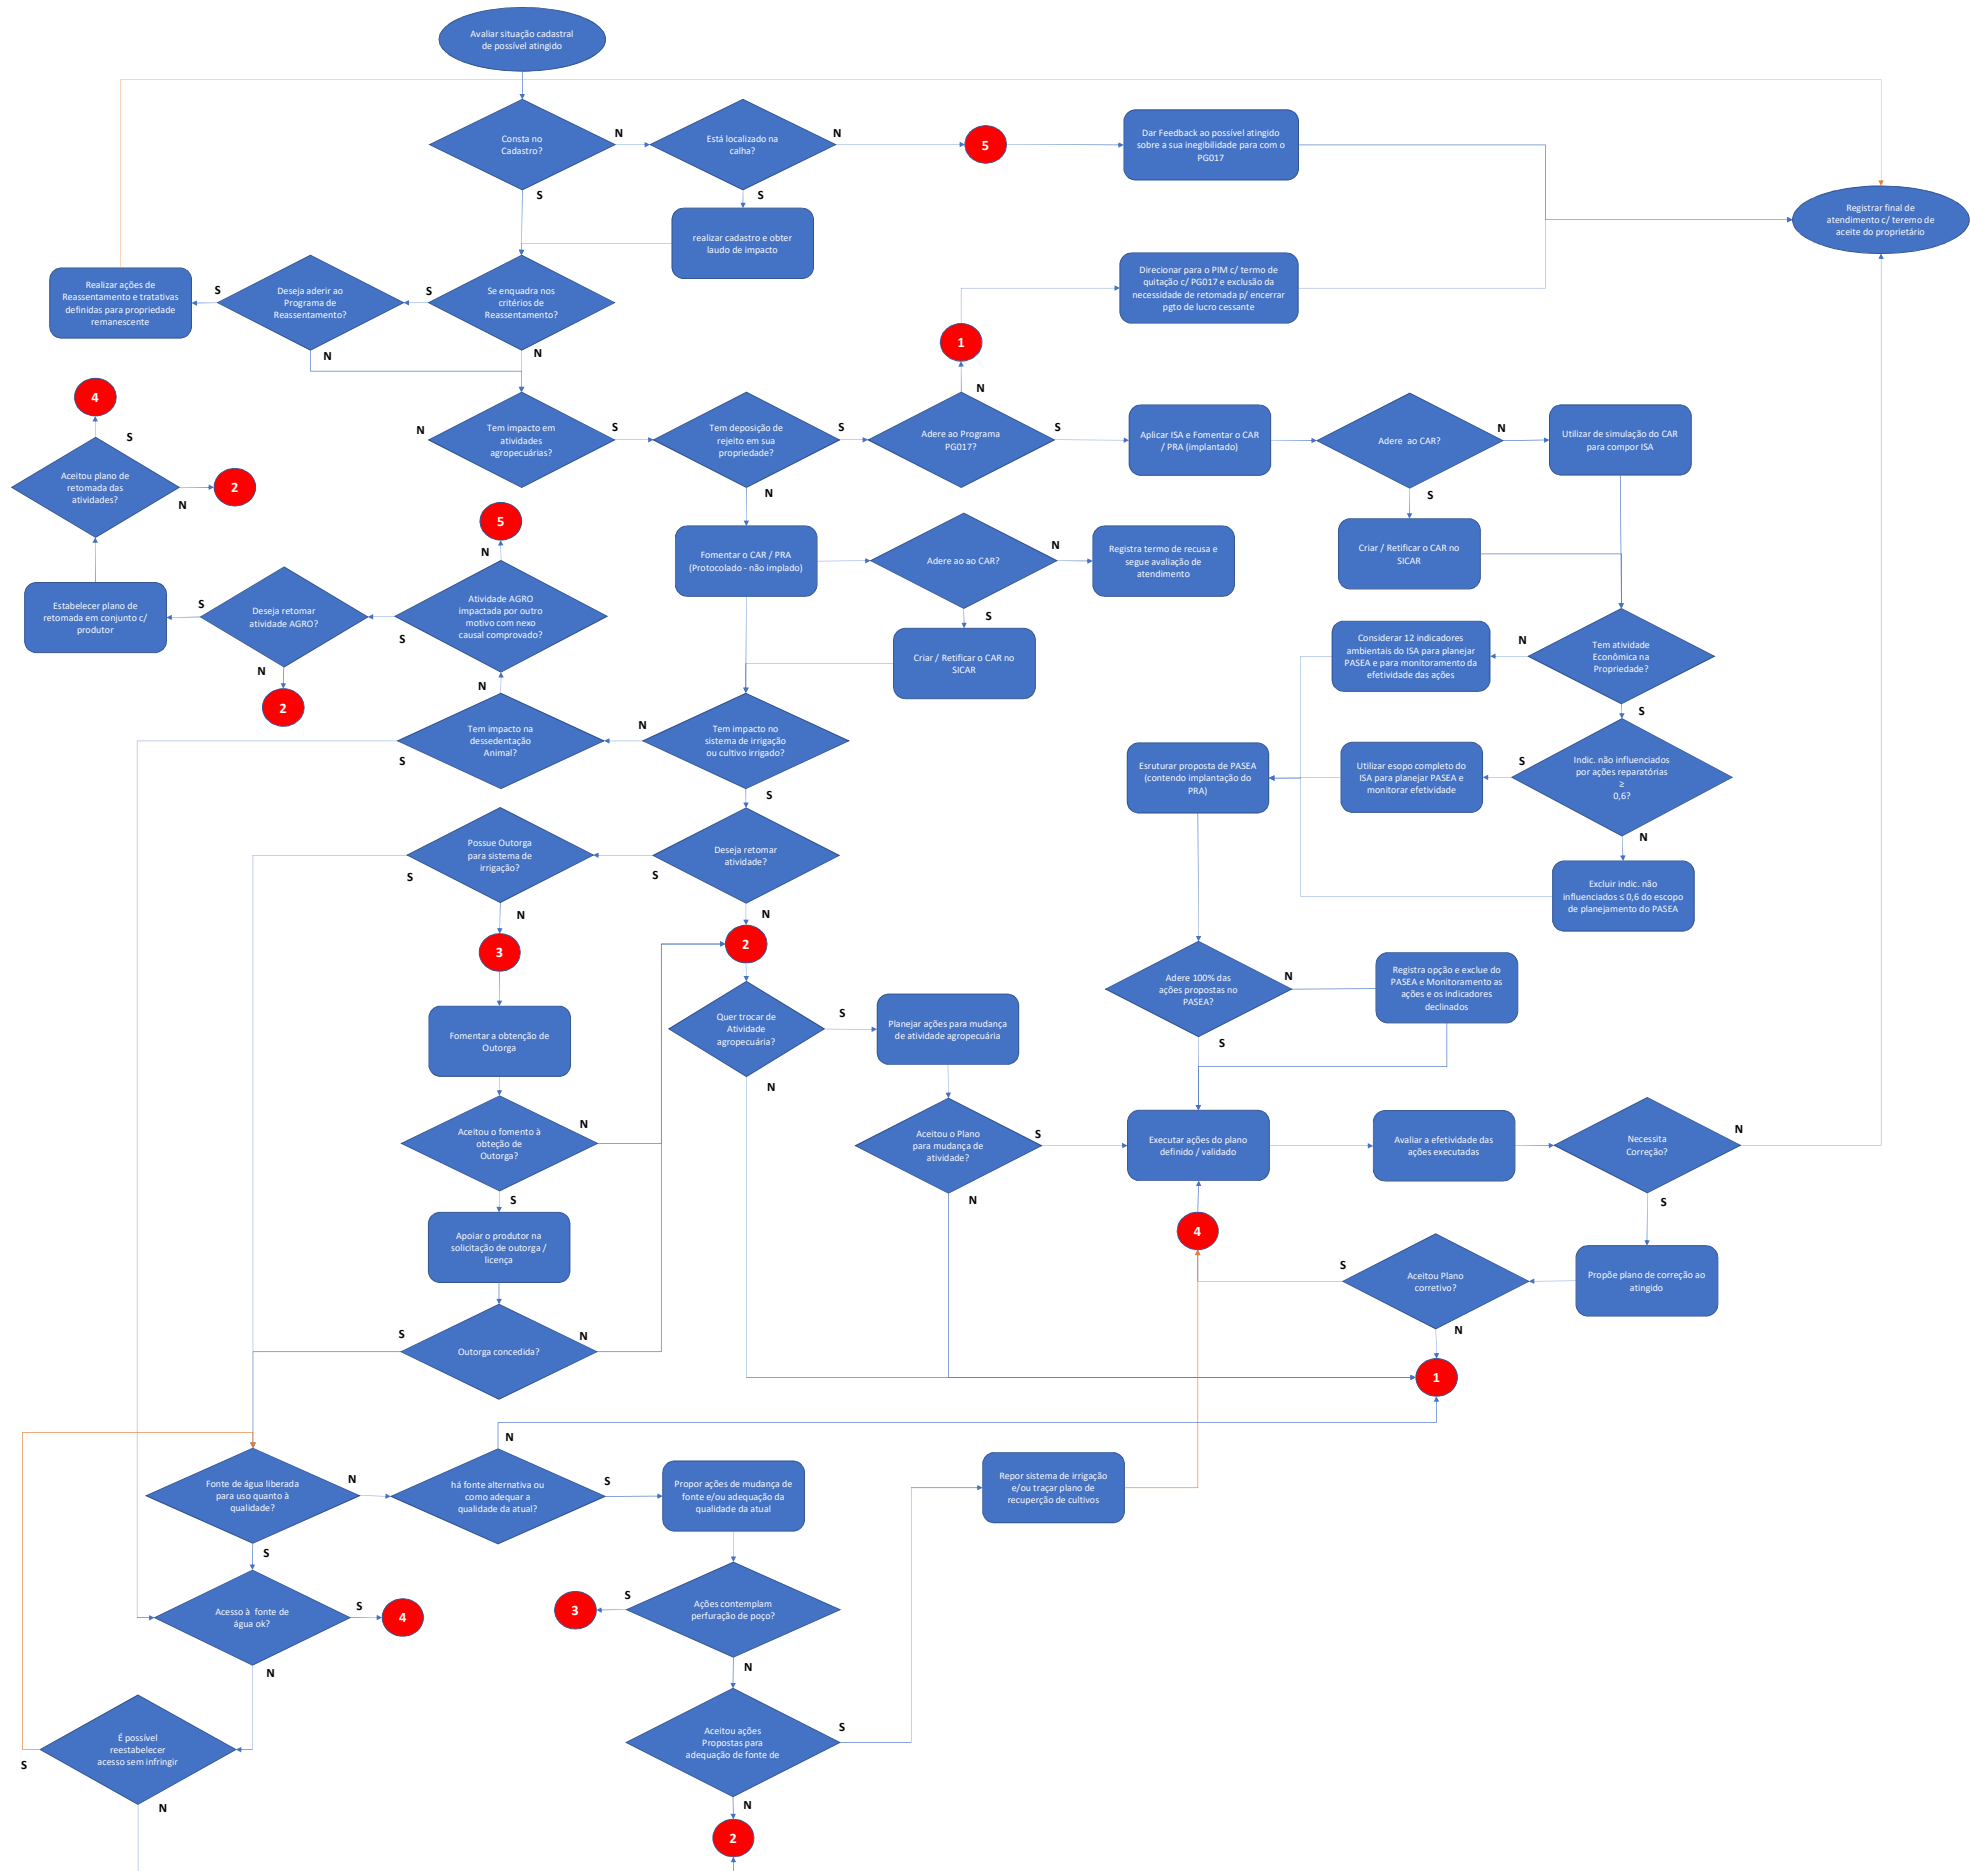 Avaliar situação cadastral
de possível atingido
Consta no
Cadastro?
N
S
Está localizado na
calha?
N
S
5
Dar Feedback ao possível atingido
sobre a sua inegibilidade para com o
PG017
Registrar final de
atendimento c/ teremo de
aceite do proprietário
realizar cadastro e obter
laudo de impacto
Direcionar para o PIM c/ termo de
quitação c/ PG017 e exclusão da
necessidade de retomada p/ encerrar
pgto de lucro cessante
Realizar ações de
Reassentamento e tratativas
definidas para propriedade
remanescente
S
Deseja aderir ao
Programa de
Reassentamento?
N
S
Se enquadra nos
critérios de
Reassentamento?
N
1
N
4
S
Aceitou plano de
retomada das
atividades?
N
2
N
Tem impacto em
atividades
agropecuárias?
S
Tem deposição de
rejeito em sua
propriedade?
S
N
Adere ao Programa
PG017?
S
Aplicar ISA e Fomentar o CAR
/ PRA (implantado)
Adere  ao CAR?
N
S
Utilizar de simulação do CAR
para compor ISA
Criar / Retificar o CAR no
SICAR
5
N
Fomentar o CAR / PRA
(Protocolado - não implado)
Adere ao ao CAR?
N
S
Registra termo de recusa e
segue avaliação de
atendimento
Criar / Retificar o CAR no
SICAR
Estabelecer plano de
retomada em conjunto c/
produtor
S
Deseja retomar
atividade AGRO?
N
2
S
Atividade AGRO
impactada por outro
motivo com nexo
causal comprovado?
N
Considerar 12 indicadores
ambientais do ISA para planejar
PASEA e para monitoramento da
efetividade das ações
N
Tem atividade
Econômica na
Propriedade?
S
Tem impacto na
dessedentação
Animal?
S
N
Tem impacto no
sistema de irrigação
ou cultivo irrigado?
S
Esruturar proposta de PASEA
(contendo implantação do
PRA)
Utilizar esopo completo do
ISA para planejar PASEA e
monitorar efetividade
S
Indic. não influenciados
por ações reparatórias
≥
0,6?
N
Excluir indic. não
influenciados ≤ 0,6 do escopo
de planejamento do PASEA
Possue Outorga
para sistema de
irrigação?
S
N
S
Deseja retomar
atividade?
N
3
2
Quer trocar de
Atividade
agropecuária?
S
N
Planejar ações para mudança
de atividade agropecuária
Adere 100% das
ações propostas no
PASEA?
N
S
Registra opção e exclue do
PASEA e Monitoramento as
ações e os indicadores
declinados
Fomentar a obtenção de
Outorga
Aceitou o fomento à
obteção de
Outorga?
N
S
Aceitou o Plano
para mudança de
atividade?
S
N
Executar ações do plano
definido / validado
Avaliar a efetividade das
ações executadas
Necessita
Correção?
N
S
Apoiar o produtor na
solicitação de outorga /
licença
4
S
Aceitou Plano
corretivo?
N
Propõe plano de correção ao
atingido
S
Outorga concedida?
N
1
Fonte de água liberada
para uso quanto à
qualidade?
N
S
N
há fonte alternativa ou
como adequar a
qualidade da atual?
S
Propor ações de mudança de
fonte e/ou adequação da
qualidade da atual
Repor sistema de irrigação
e/ou traçar plano de
recuperção de cultivos
Acesso à  fonte de
água ok?
S
N
4
3
S
Ações contemplam
perfuração de poço?
N
É possível
reestabelecer
acesso sem infringir
S
N
Aceitou ações
Propostas para
adequação de fonte de
S
N
2